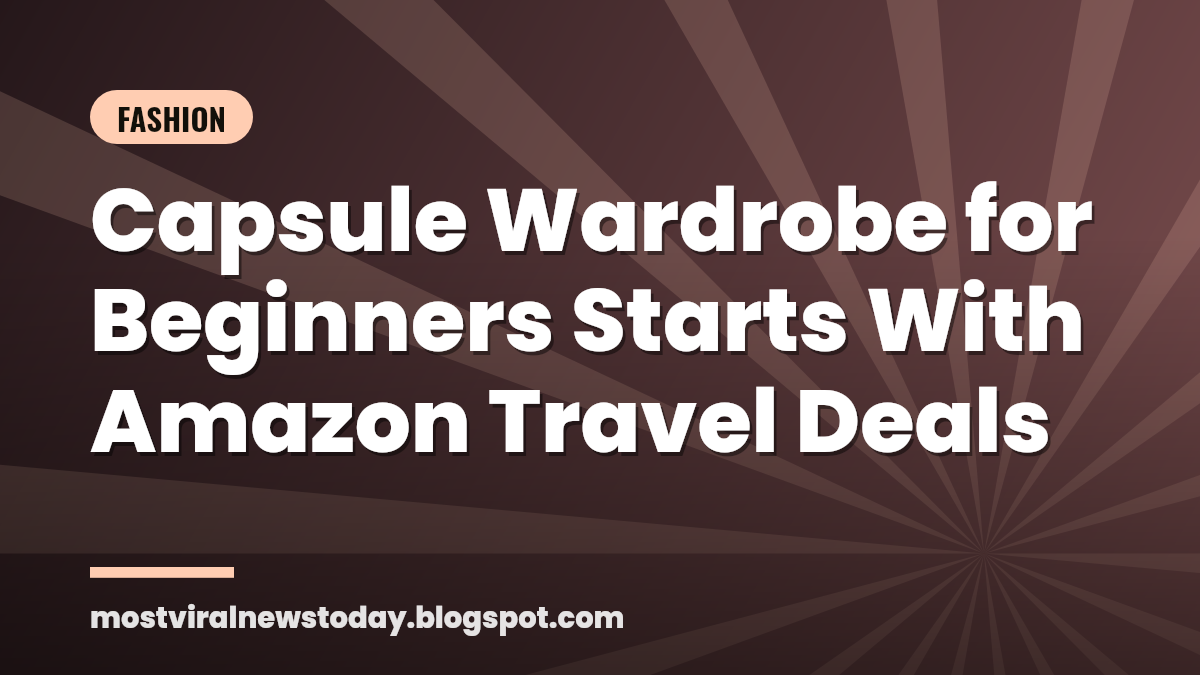 FASHION
Capsule Wardrobe for
Beginners Starts With
Amazon Travel Deals
mostviralnewstoday.blogspot.com